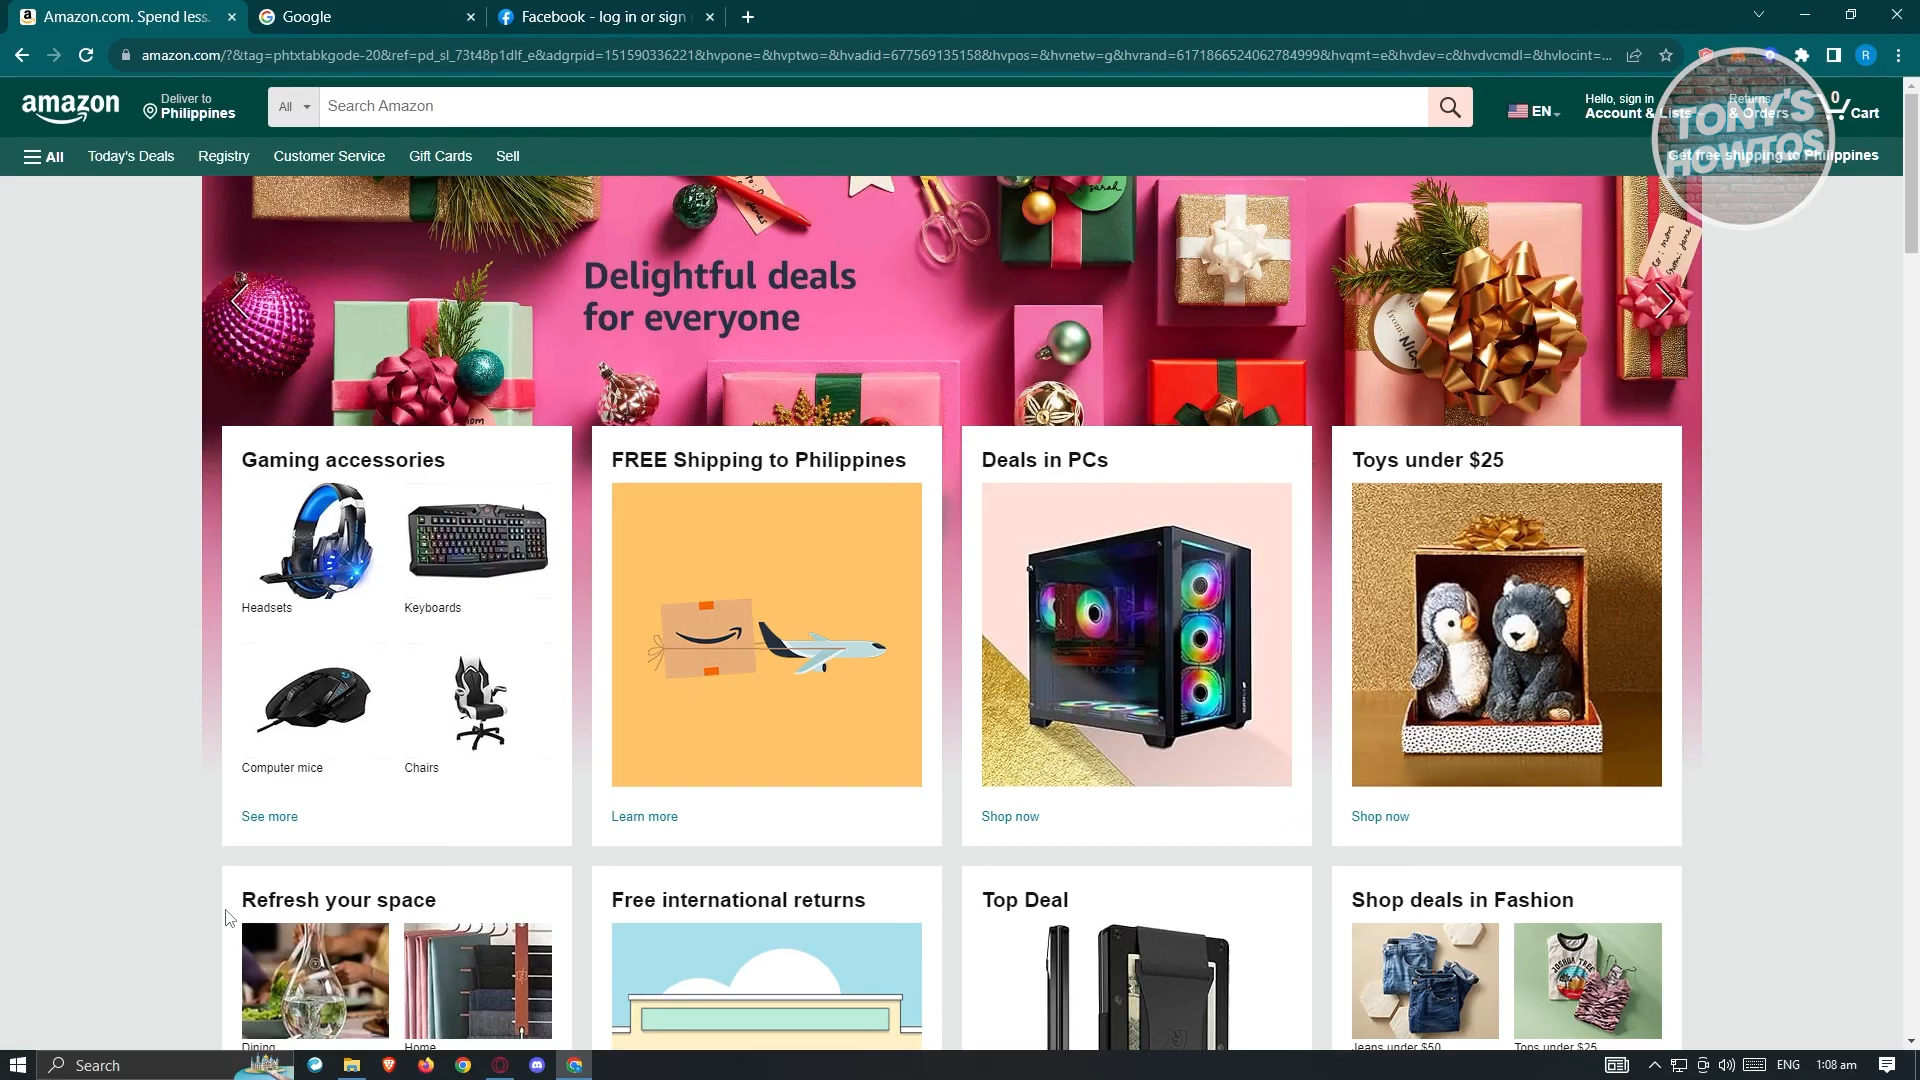 Amazon.com. Spend less.
Google
Facebook - log in or sign
amazon.com/?&tag=phtxtabkgode-20&ref=pd_sl_73t48p1dlf_e&adgrpid=151590336221&hvpone=&hvptwo=&hvadid=677569135158&hvpos=&hvnetw=g&hvrand=6171866524062784999&hvqmt=e&hvdev=c&hvdvcmdl=&hvlocint=...
R
amazon
Deliver to
Philippines
All
Search Amazon
EN
Hello, sign in
Account & Lists
Returns
& Orders
0
Cart
TONY'S
HOWTOS
All
Today's Deals
Registry
Customer Service
Gift Cards
Sell
Get free shipping to Philippines
Delightful deals
for everyone
Gaming accessories
Headsets
Keyboards
Computer mice
Chairs
See more
FREE Shipping to Philippines
Learn more
Deals in PCs
Shop now
Toys under $25
Shop now
Refresh your space
Dining
Home
Free international returns
Top Deal
Shop deals in Fashion
JOSHUA TREE
Jeans under $50
Tops under $25
Search
ENG
1:08 am